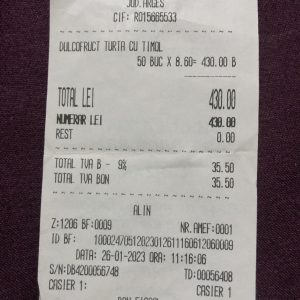 JUD.ARGES
CIF: RO15665533
DULCOFRUCT TURTA CU TIMOL
50 BUC X 8.60= 430.00 B
TOTAL LEI 430.00
NUMERAR LEI 430.00
REST 0.00
TOTAL TVA B - 9% 35.50
TOTAL TVA BON 35.50
ALIN
Z:1206 BF:0009 NR.AMEF:0001
ID BF:
DATA: 26-01-2023 ORA: 11:16:06
S/N:DB4200056748 TD:00056408
CASIER 1: CASIER 1
BON FISCAL